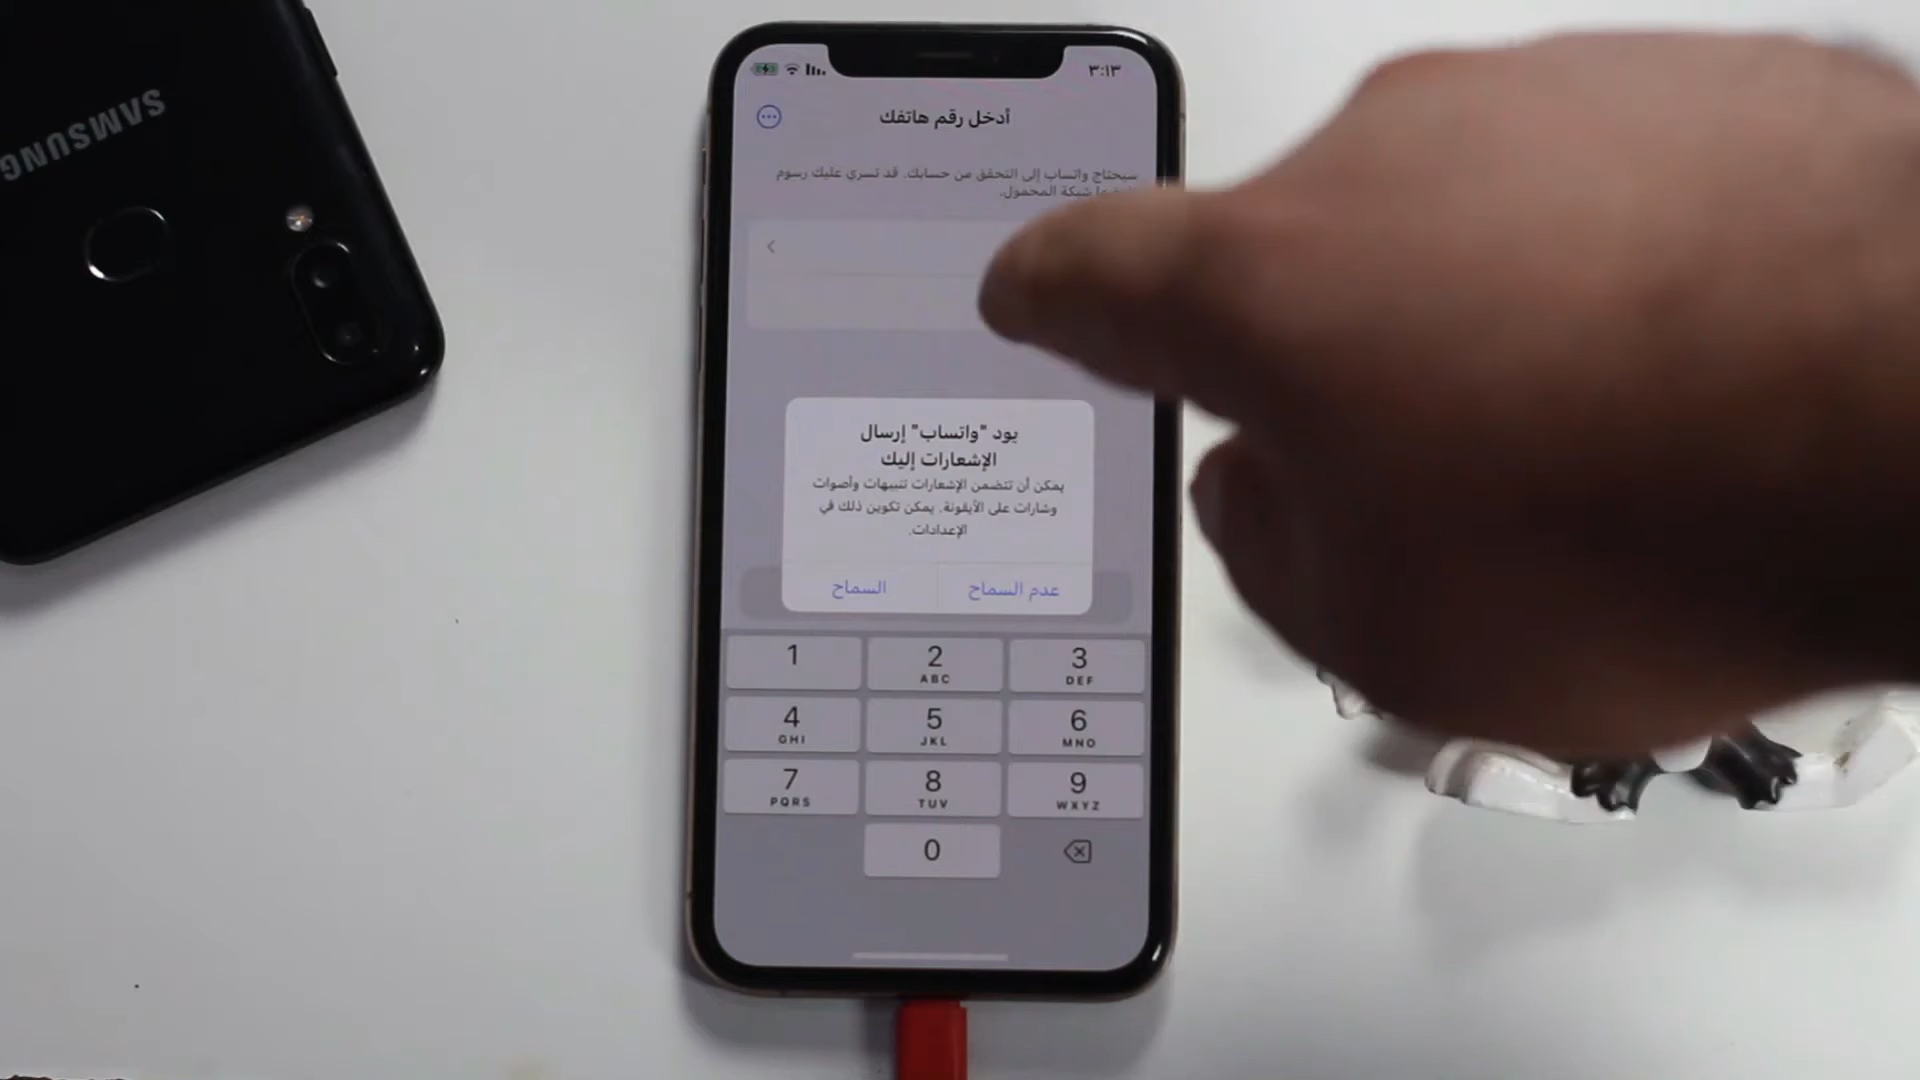 SAMSUNG
٣:١٣
أدخل رقم هاتفك
سيحتاج واتساب إلى التحقق من حسابك. قد تسري عليك رسوم
شبكة المحمول.
يود "واتساب" إرسال
الإشعارات إليك
يمكن أن تتضمن الإشعارات تنبيهات وأصوات
وشارات على الأيقونة. يمكن تكوين ذلك في
الإعدادات.
عدم السماح
السماح
1
2
ABC
3
DEF
4
GHI
5
JKL
6
MNO
7
PQRS
8
TUV
9
WXYZ
0